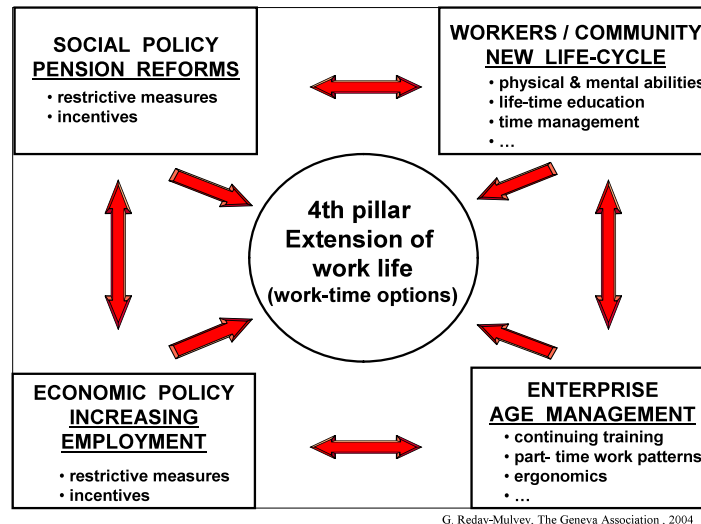 SOCIAL POLICY
PENSION REFORMS
• restrictive measures
• incentives
WORKERS / COMMUNITY
NEW LIFE-CYCLE
• physical & mental abilities
• life-time education
• time management
• ...
4th pillar
Extension of
work life
(work-time options)
ECONOMIC POLICY
INCREASING
EMPLOYMENT
• restrictive measures
• incentives
ENTERPRISE
AGE MANAGEMENT
• continuing training
• part- time work patterns
• ergonomics
• ...
G. Reday-Mulvey, The Geneva Association , 2004